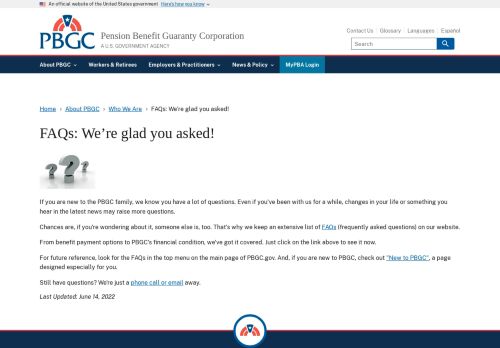 An official website of the United States government Here's how you know
PBGC
Pension Benefit Guaranty Corporation
A U.S. GOVERNMENT AGENCY
Contact Us Glossary Languages Español
Search
About PBGC Workers & Retirees Employers & Practitioners News & Policy MyPBA Login
Home › About PBGC › Who We Are › FAQs: We're glad you asked!
FAQs: We’re glad you asked!
???
If you are new to the PBGC family, we know you have a lot of questions. Even if you've been with us for a while, changes in your life or something you
hear in the latest news may raise more questions.
Chances are, if you're wondering about it, someone else is, too. That's why we keep an extensive list of FAQs (frequently asked questions) on our website.
From benefit payment options to PBGC's financial condition, we've got it covered. Just click on the link above to see it now.
For future reference, look for the FAQs in the top menu on the main page of PBGC.gov. And, if you are new to PBGC, check out "New to PBGC", a page
designed especially for you.
Still have questions? We're just a phone call or email away.
Last Updated: June 14, 2022